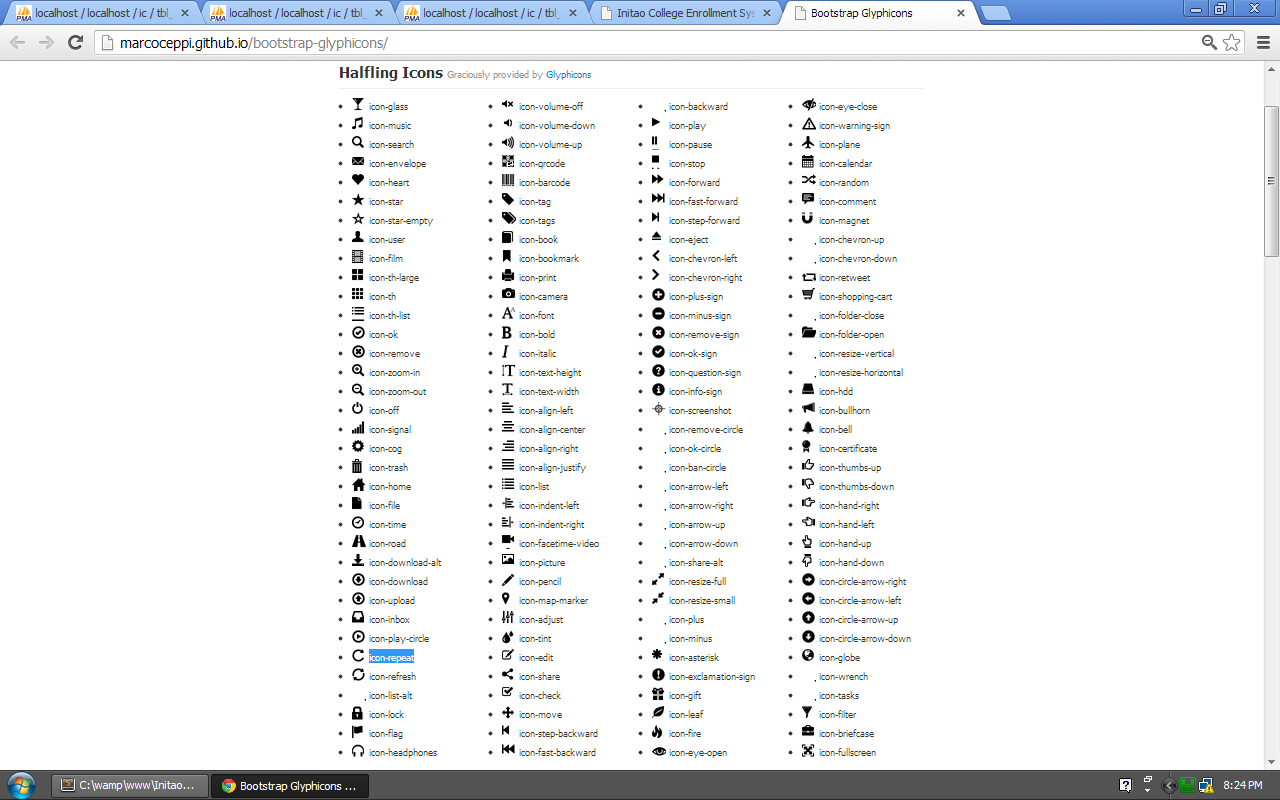 localhost / localhost / ic / tbl_
localhost / localhost / ic / tbl_
localhost / localhost / ic / tbl_
Initao College Enrollment Sys
Bootstrap Glyphicons
marcoceppi.github.io/bootstrap-glyphicons/
Halfling Icons Graciously provided by Glyphicons
icon-glass
icon-music
icon-search
icon-envelope
icon-heart
icon-star
icon-star-empty
icon-user
icon-film
icon-th-large
icon-th
icon-th-list
icon-ok
icon-remove
icon-zoom-in
icon-zoom-out
icon-off
icon-signal
icon-cog
icon-trash
icon-home
icon-file
icon-time
icon-road
icon-download-alt
icon-download
icon-upload
icon-inbox
icon-play-circle
icon-repeat
icon-refresh
icon-list-alt
icon-lock
icon-flag
icon-headphones
icon-volume-off
icon-volume-down
icon-volume-up
icon-qrcode
icon-barcode
icon-tag
icon-tags
icon-book
icon-bookmark
icon-print
icon-camera
icon-font
icon-bold
icon-italic
icon-text-height
icon-text-width
icon-align-left
icon-align-center
icon-align-right
icon-align-justify
icon-list
icon-indent-left
icon-indent-right
icon-facetime-video
icon-picture
icon-pencil
icon-map-marker
icon-adjust
icon-tint
icon-edit
icon-share
icon-check
icon-move
icon-step-backward
icon-fast-backward
icon-backward
icon-play
icon-pause
icon-stop
icon-forward
icon-fast-forward
icon-step-forward
icon-eject
icon-chevron-left
icon-chevron-right
icon-plus-sign
icon-minus-sign
icon-remove-sign
icon-ok-sign
icon-question-sign
icon-info-sign
icon-screenshot
icon-remove-circle
icon-ok-circle
icon-ban-circle
icon-arrow-left
icon-arrow-right
icon-arrow-up
icon-arrow-down
icon-share-alt
icon-resize-full
icon-resize-small
icon-plus
icon-minus
icon-asterisk
icon-exclamation-sign
icon-gift
icon-leaf
icon-fire
icon-eye-open
icon-eye-close
icon-warning-sign
icon-plane
icon-calendar
icon-random
icon-comment
icon-magnet
icon-chevron-up
icon-chevron-down
icon-retweet
icon-shopping-cart
icon-folder-close
icon-folder-open
icon-resize-vertical
icon-resize-horizontal
icon-hdd
icon-bullhorn
icon-bell
icon-certificate
icon-thumbs-up
icon-thumbs-down
icon-hand-right
icon-hand-left
icon-hand-up
icon-hand-down
icon-circle-arrow-right
icon-circle-arrow-left
icon-circle-arrow-up
icon-circle-arrow-down
icon-globe
icon-wrench
icon-tasks
icon-filter
icon-briefcase
icon-fullscreen
C:\wamp\www\Initao...
Bootstrap Glyphicons ...
8:24 PM